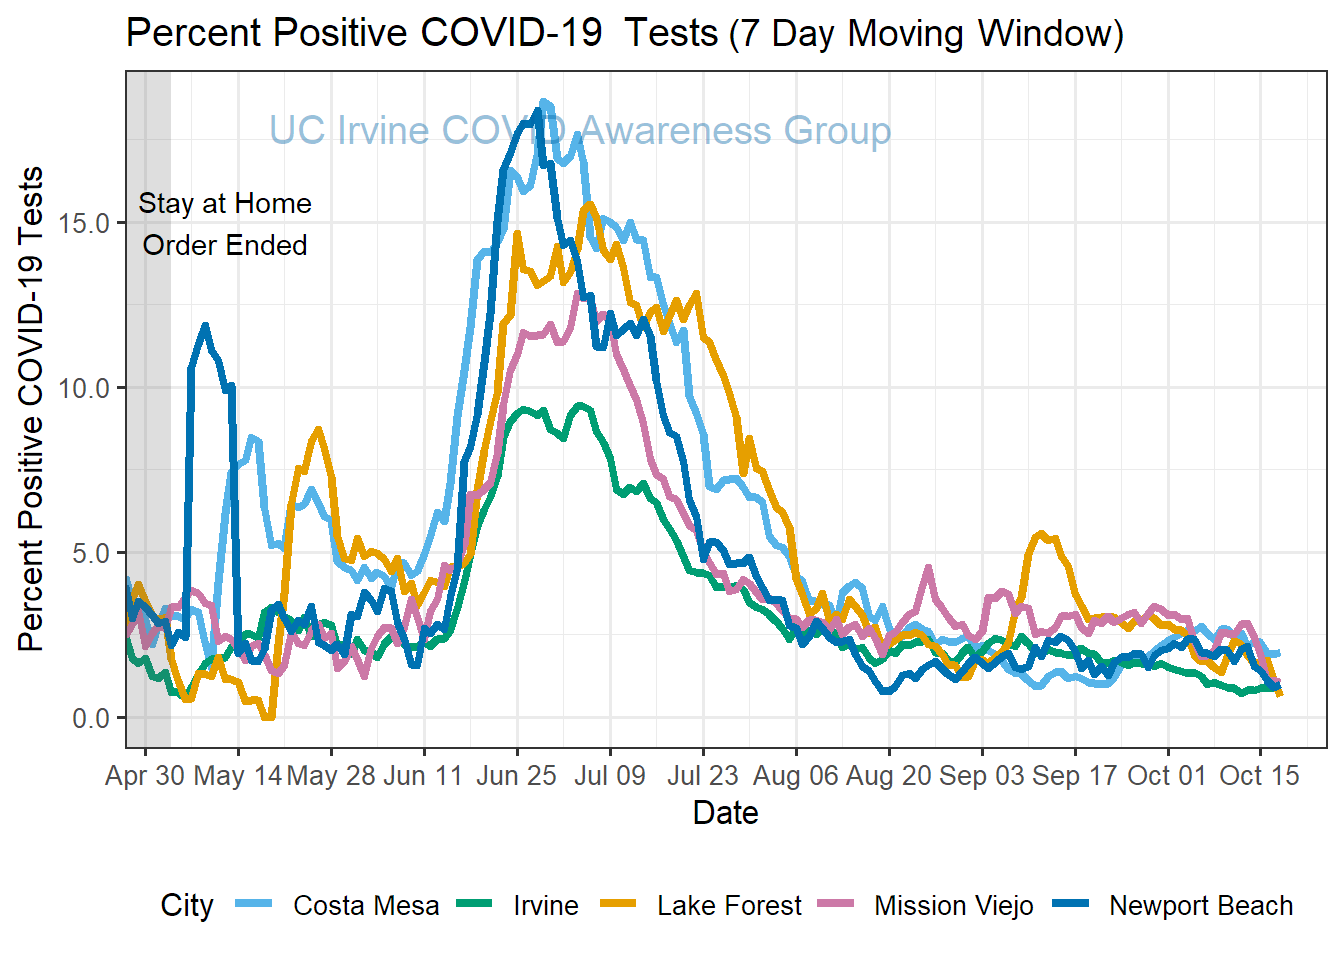 Percent Positive COVID-19  Tests (7 Day Moving Window)
UC Irvine COVID Awareness Group
Stay at Home
Order Ended
Percent Positive COVID-19 Tests
15.0
10.0
5.0
0.0
Apr 30 May 14 May 28 Jun 11 Jun 25 Jul 09 Jul 23 Aug 06 Aug 20 Sep 03 Sep 17 Oct 01 Oct 15
Date
City Costa Mesa Irvine Lake Forest Mission Viejo Newport Beach